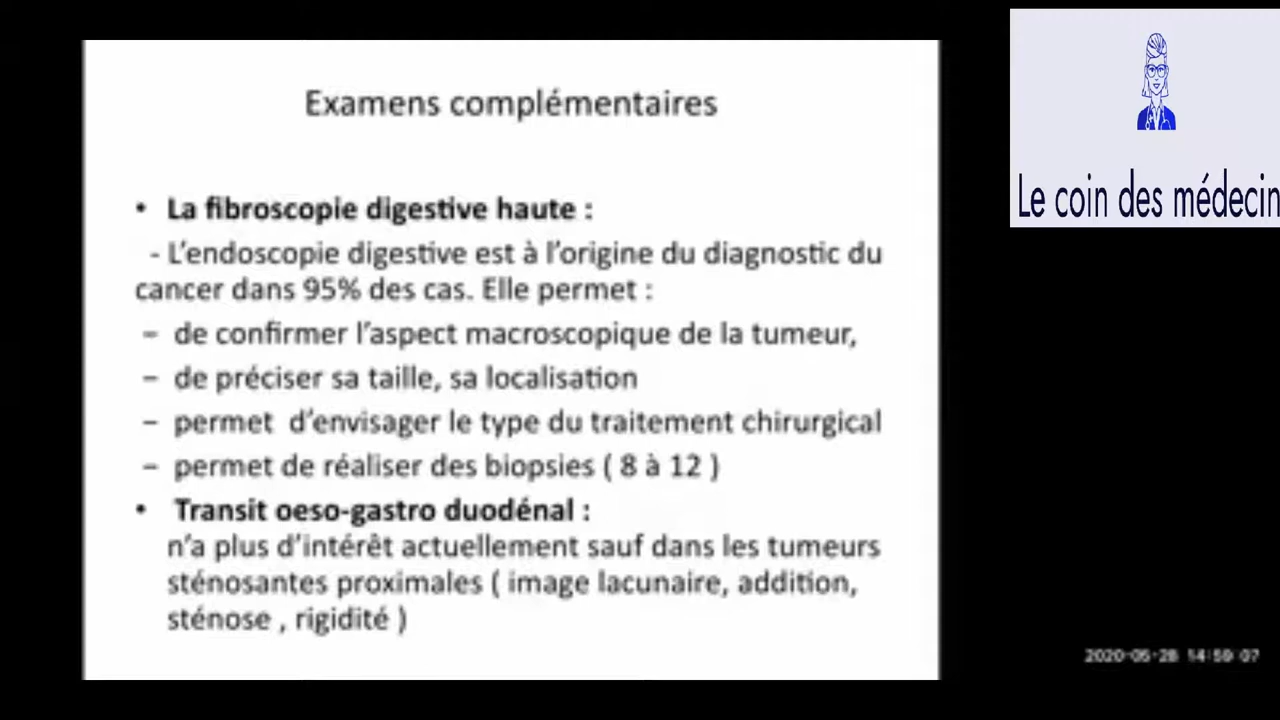 Examens complémentaires
• La fibroscopie digestive haute :
- L'endoscopie digestive est à l'origine du diagnostic du
cancer dans 95% des cas. Elle permet :
– de confirmer l'aspect macroscopique de la tumeur,
– de préciser sa taille, sa localisation
– permet d'envisager le type du traitement chirurgical
– permet de réaliser des biopsies ( 8 à 12 )
• Transit oeso-gastro duodénal :
n'a plus d'intérêt actuellement sauf dans les tumeurs
sténosantes proximales ( image lacunaire, addition,
sténose , rigidité )
Le coin des médecin
2020-05-28 14:59:07